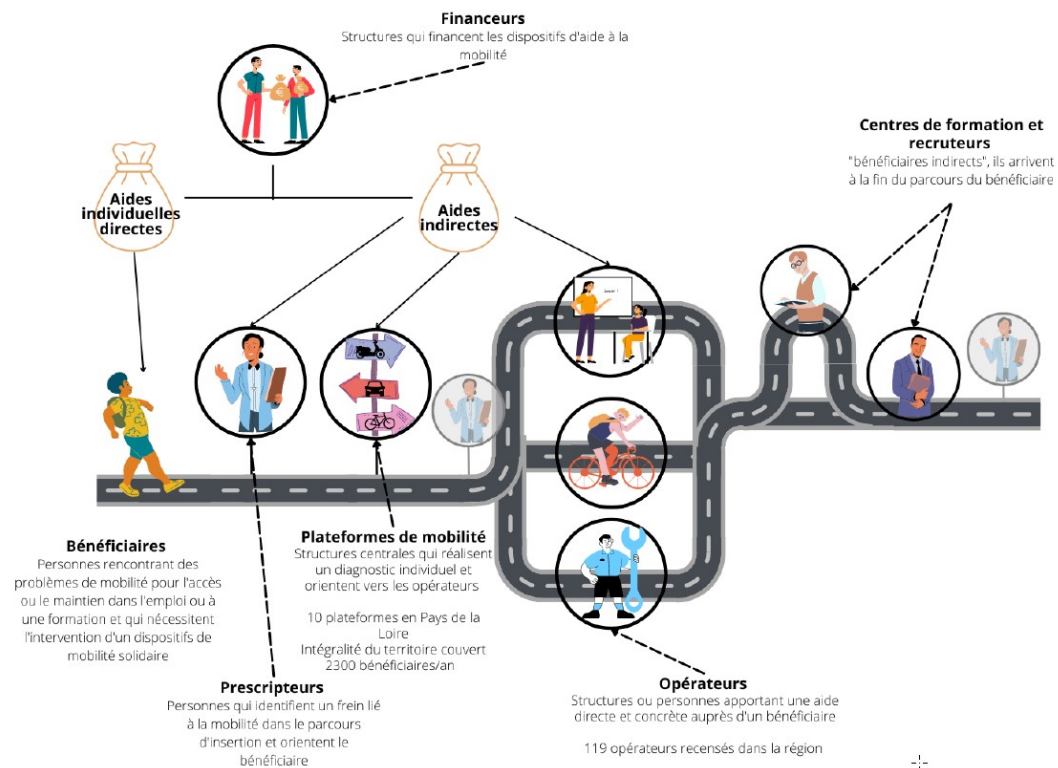 Financeurs
Structures qui financent les dispositifs d'aide à la
mobilité
Centres de formation et
recruteurs
"bénéficiaires indirects", ils arrivent
à la fin du parcours du bénéficiaire
Aides
individuelles
directes
Aides
indirectes
Bénéficiaires
Personnes rencontrant des
problèmes de mobilité pour l'accès
ou le maintien dans l'emploi ou à
une formation et qui nécessitent
l'intervention d'un dispositifs de
mobilité solidaire
Plateformes de mobilité
Structures centrales qui réalisent
un diagnostic individuel et
orientent vers les opérateurs
10 plateformes en Pays de la
Loire
Intégralité du territoire couvert
2300 bénéficiaires/an
Prescripteurs
Personnes qui identifient un frein lié
à la mobilité dans le parcours
d'insertion et orientent le
bénéficiaire
Opérateurs
Structures ou personnes apportant une aide
directe et concrète auprès d'un bénéficiaire
119 opérateurs recensés dans la région